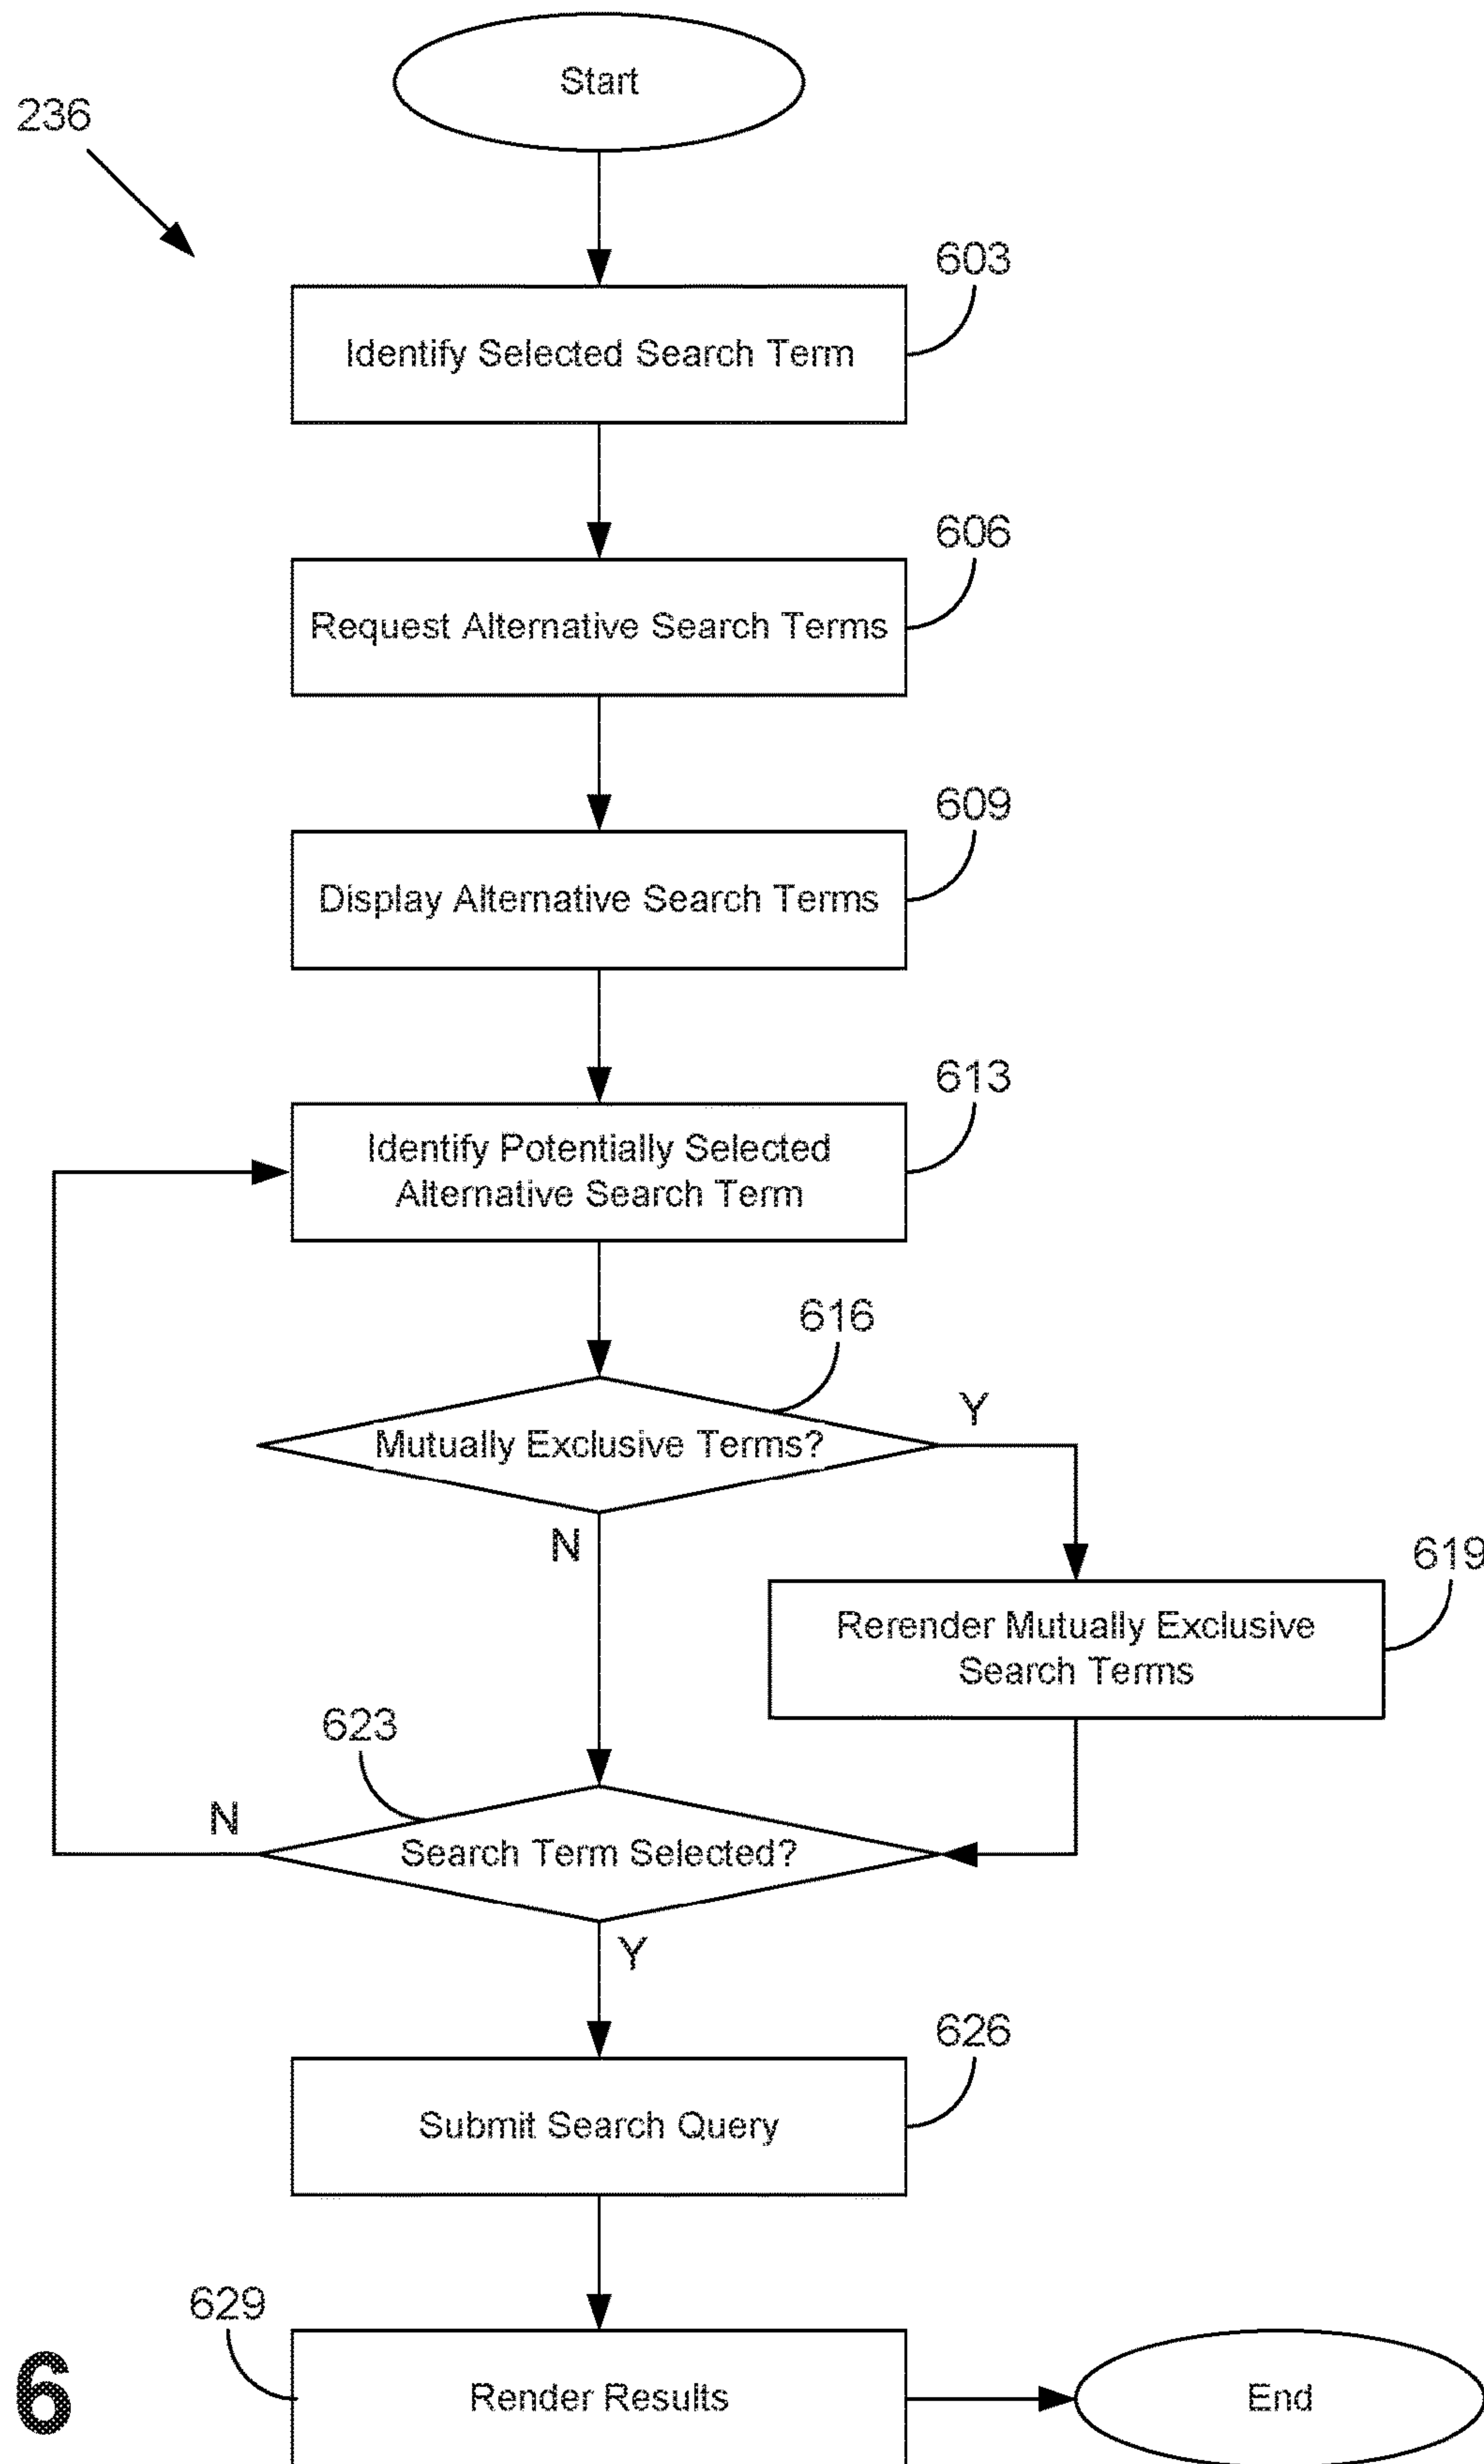 Start
236
603
Identify Selected Search Term
606
Request Alternative Search Terms
609
Display Alternative Search Terms
613
Identify Potentially Selected
Alternative Search Term
616
Mutually Exclusive Terms?
Y
N
619
Rerender Mutually Exclusive
Search Terms
623
N
Search Term Selected?
Y
626
Submit Search Query
629
Render Results
End
6